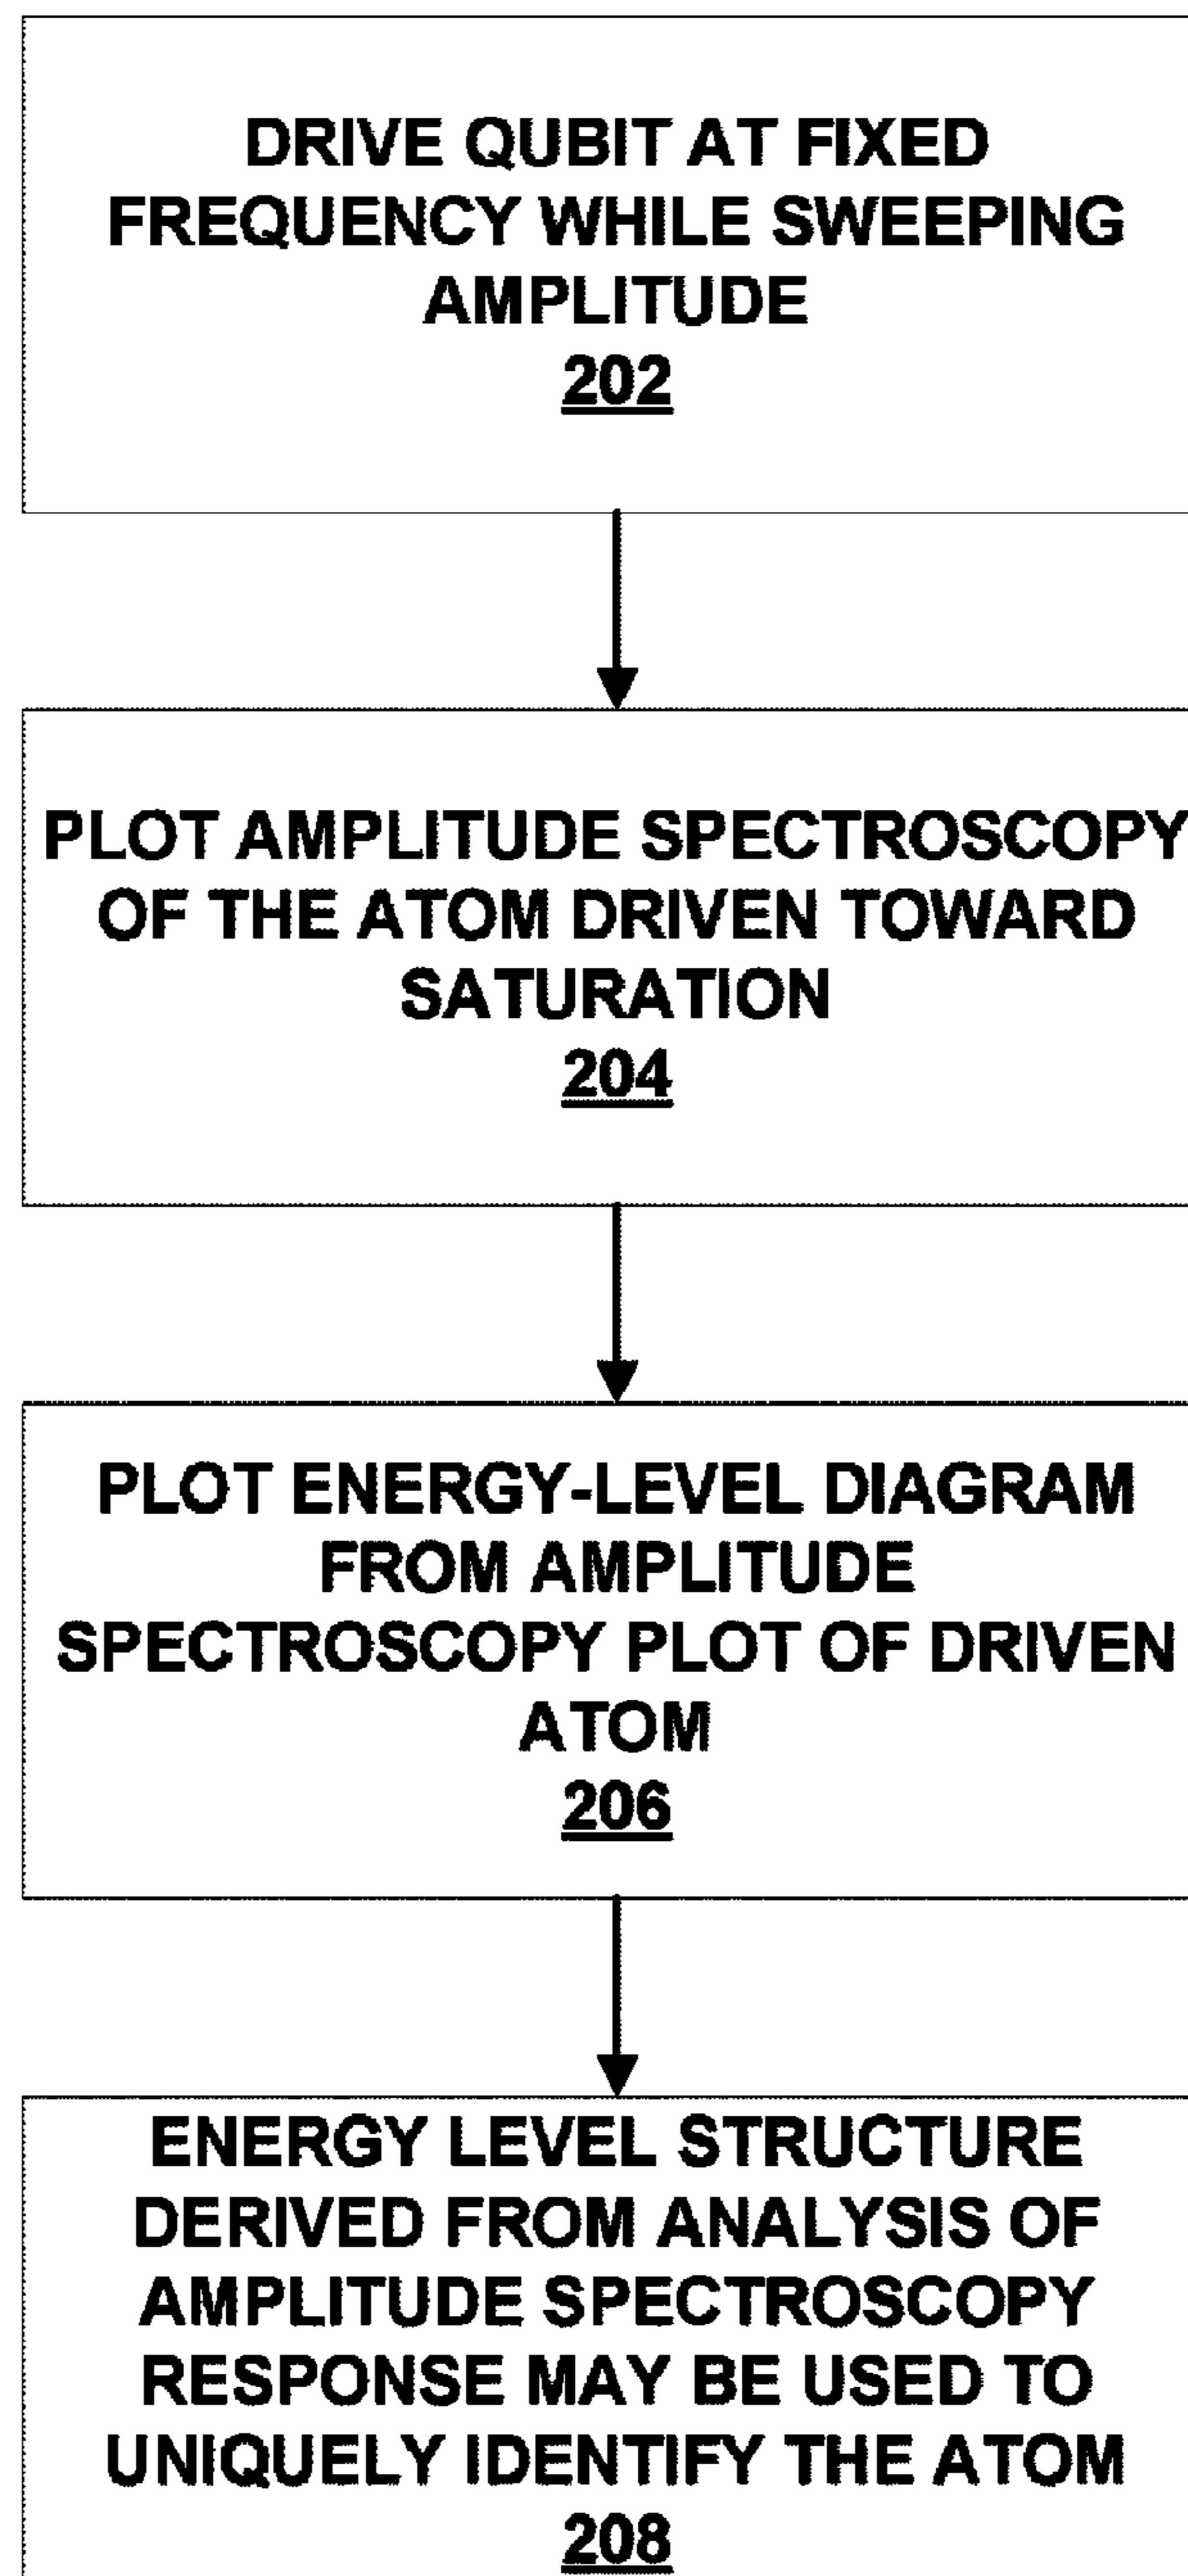 DRIVE QUBIT AT FIXED
FREQUENCY WHILE SWEEPING
AMPLITUDE
202
PLOT AMPLITUDE SPECTROSCOPY
OF THE ATOM DRIVEN TOWARD
SATURATION
204
PLOT ENERGY-LEVEL DIAGRAM
FROM AMPLITUDE
SPECTROSCOPY PLOT OF DRIVEN
ATOM
206
ENERGY LEVEL STRUCTURE
DERIVED FROM ANALYSIS OF
AMPLITUDE SPECTROSCOPY
RESPONSE MAY BE USED TO
UNIQUELY IDENTIFY THE ATOM
208